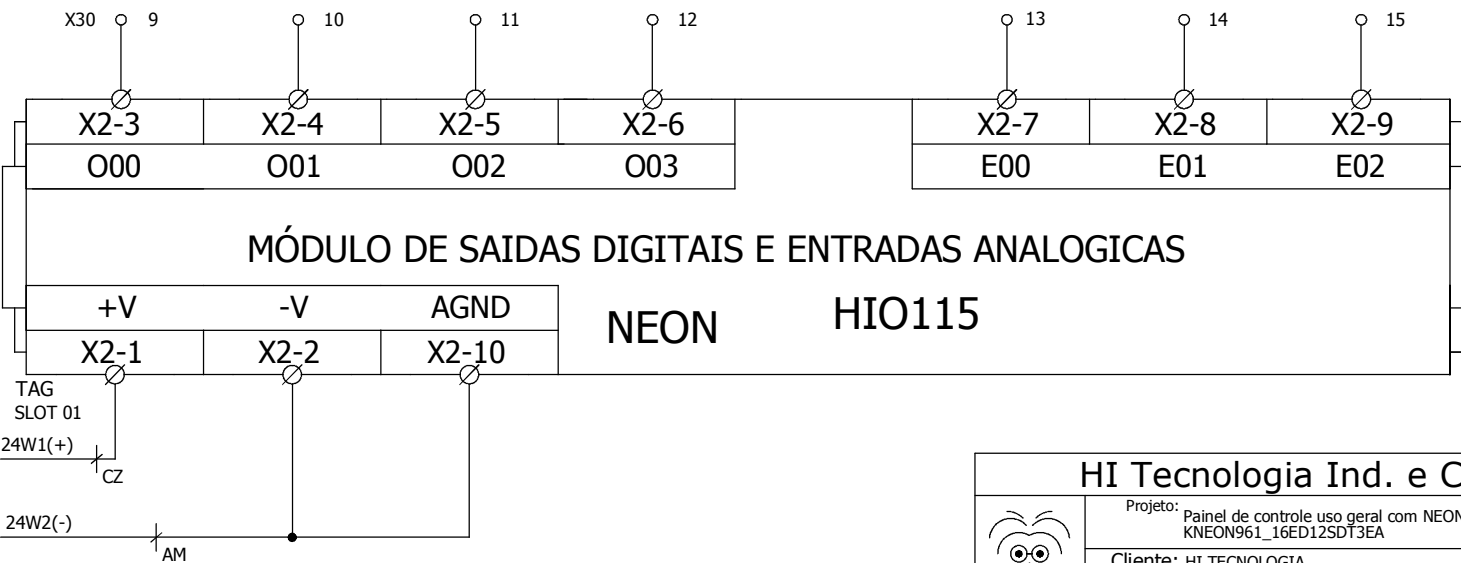 X30 9 10 11 12 13 14 15
X2-3 X2-4 X2-5 X2-6 X2-7 X2-8 X2-9
O00 O01 O02 O03 E00 E01 E02
MÓDULO DE SAIDAS DIGITAIS E ENTRADAS ANALOGICAS
+V -V AGND
NEON HIO115
X2-1 X2-2 X2-10
TAG
SLOT 01
24W1(+)
CZ
24W2(-)
AM
HI Tecnologia Ind. e C
Projeto: Painel de controle uso geral com NEON
KNEON961_16ED12SDT3EA
Cliente: HI TECNOLOGIA